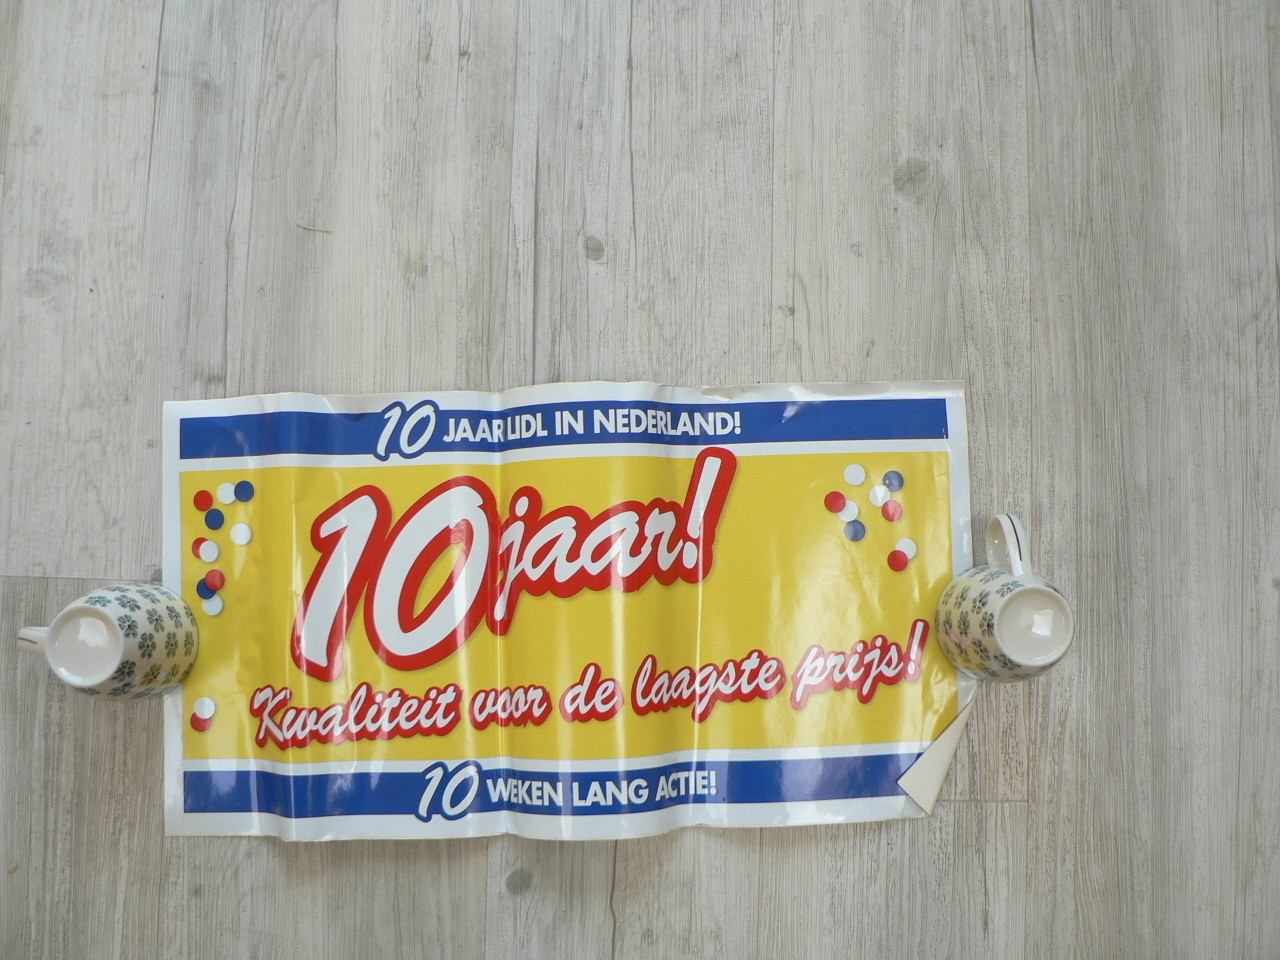 10 JAAR LIDL IN NEDERLAND!
10 jaar!
Kwaliteit voor de laagste prijs!
10 WEKEN LANG ACTIE!